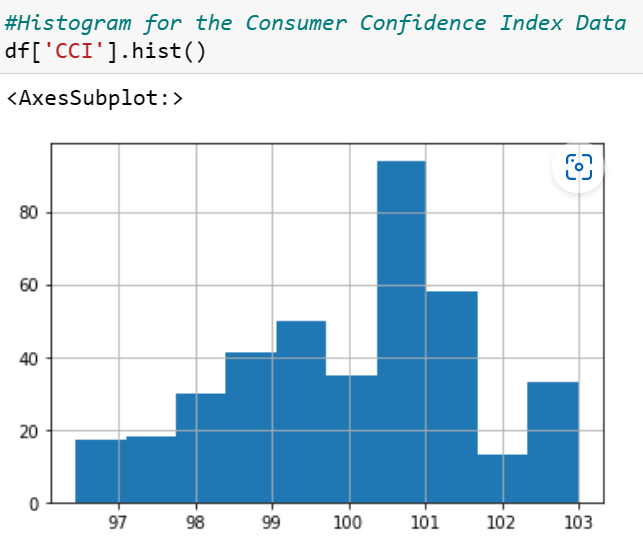 #Histogram for the Consumer Confidence Index Data
df['CCI'].hist()
<AxesSubplot:>
80
60
40
20
0
97 98 99 100 101 102 103